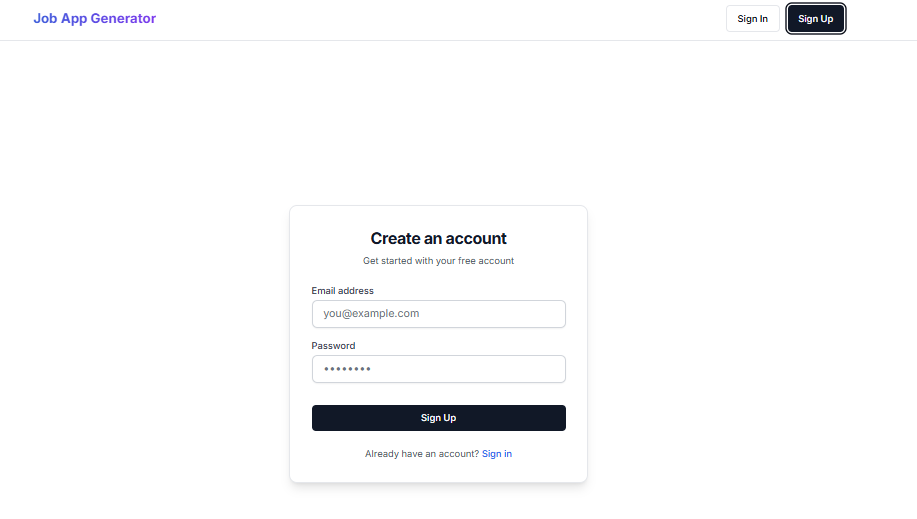 Job App Generator
Sign In
Sign Up
Create an account
Get started with your free account
Email address
you@example.com
Password
••••••••
Sign Up
Already have an account? Sign in